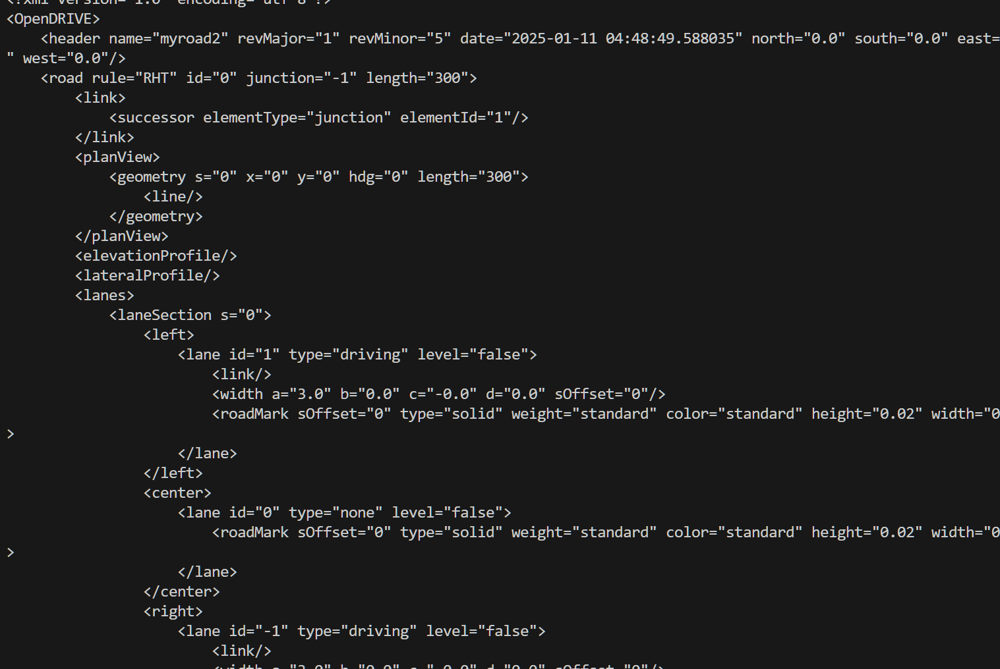 <?xml version="1.0" encoding="utf-8"?>
<OpenDRIVE>
    <header name="myroad2" revMajor="1" revMinor="5" date="2025-01-11 04:48:49.588035" north="0.0" south="0.0" east=
" west="0.0"/>
    <road rule="RHT" id="0" junction="-1" length="300">
        <link>
            <successor elementType="junction" elementId="1"/>
        </link>
        <planView>
            <geometry s="0" x="0" y="0" hdg="0" length="300">
                <line/>
            </geometry>
        </planView>
        <elevationProfile/>
        <lateralProfile/>
        <lanes>
            <laneSection s="0">
                <left>
                    <lane id="1" type="driving" level="false">
                        <link/>
                        <width a="3.0" b="0.0" c="-0.0" d="0.0" sOffset="0"/>
                        <roadMark sOffset="0" type="solid" weight="standard" color="standard" height="0.02" width="0
>
                    </lane>
                </left>
                <center>
                    <lane id="0" type="none" level="false">
                        <roadMark sOffset="0" type="solid" weight="standard" color="standard" height="0.02" width="0
>
                    </lane>
                </center>
                <right>
                    <lane id="-1" type="driving" level="false">
                        <link/>
                        <width a="3.0" b="0.0" c="-0.0" d="0.0" sOffset="0"/>